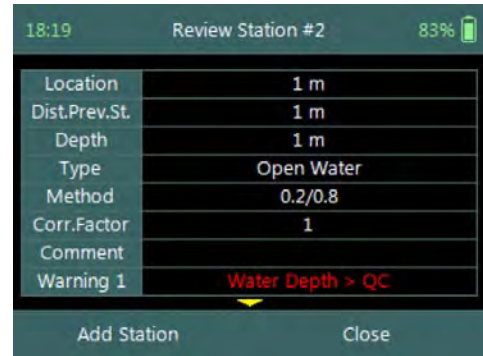 18:19 Review Station #2 83%
Location 1 m
Dist.Prev.St. 1 m
Depth 1 m
Type Open Water
Method 0.2/0.8
Corr.Factor 1
Comment
Warning 1 Water Depth > QC
Add Station Close